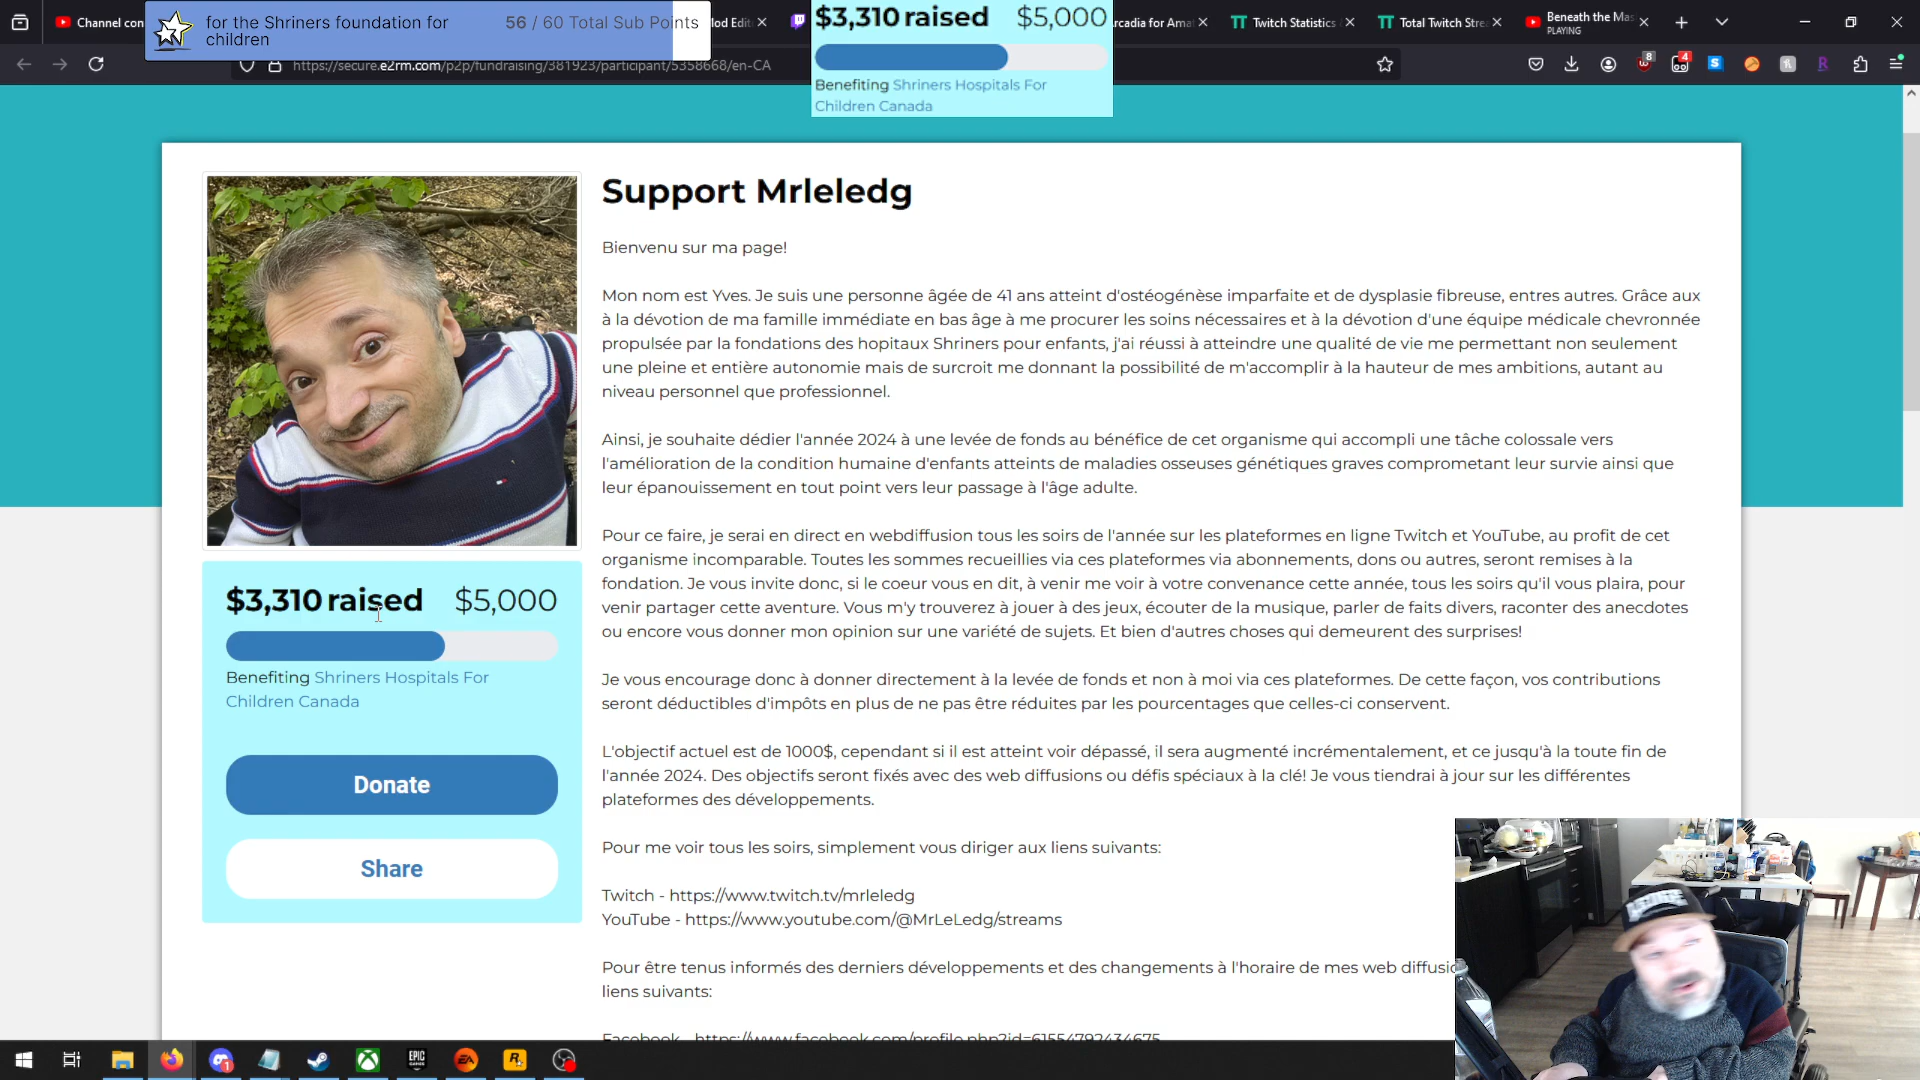 Channel con
for the Shriners foundation for
children
56 / 60 Total Sub Points
od Edit
$3,310 raised $5,000
Benefiting Shriners Hospitals For
Children Canada
rcadia for Ama
Twitch Statistics
Total Twitch Stre
Beneath the Mas
PLAYING
https://secure.e2rm.com/p2p/fundraising/381923/participant/5358668/en-CA
8
4
Support Mrleledg
Bienvenu sur ma page!
Mon nom est Yves. Je suis une personne âgée de 41 ans atteint d'ostéogénèse imparfaite et de dysplasie fibreuse, entres autres. Grâce aux
à la dévotion de ma famille immédiate en bas âge à me procurer les soins nécessaires et à la dévotion d'une équipe médicale chevronnée
propulsée par la fondations des hopitaux Shriners pour enfants, j'ai réussi à atteindre une qualité de vie me permettant non seulement
une pleine et entière autonomie mais de surcroit me donnant la possibilité de m'accomplir à la hauteur de mes ambitions, autant au
niveau personnel que professionnel.
Ainsi, je souhaite dédier l'année 2024 à une levée de fonds au bénéfice de cet organisme qui accompli une tâche colossale vers
l'amélioration de la condition humaine d'enfants atteints de maladies osseuses génétiques graves comprometant leur survie ainsi que
leur épanouissement en tout point vers leur passage à l'âge adulte.
Pour ce faire, je serai en direct en webdiffusion tous les soirs de l'année sur les plateformes en ligne Twitch et YouTube, au profit de cet
organisme incomparable. Toutes les sommes recueillies via ces plateformes via abonnements, dons ou autres, seront remises à la
fondation. Je vous invite donc, si le coeur vous en dit, à venir me voir à votre convenance cette année, tous les soirs qu'il vous plaira, pour
venir partager cette aventure. Vous m'y trouverez à jouer à des jeux, écouter de la musique, parler de faits divers, raconter des anecdotes
ou encore vous donner mon opinion sur une variété de sujets. Et bien d'autres choses qui demeurent des surprises!
Je vous encourage donc à donner directement à la levée de fonds et non à moi via ces plateformes. De cette façon, vos contributions
seront déductibles d'impôts en plus de ne pas être réduites par les pourcentages que celles-ci conservent.
L'objectif actuel est de 1000$, cependant si il est atteint voir dépassé, il sera augmenté incrémentalement, et ce jusqu'à la toute fin de
l'année 2024. Des objectifs seront fixés avec des web diffusions ou défis spéciaux à la clé! Je vous tiendrai à jour sur les différentes
plateformes des développements.
Pour me voir tous les soirs, simplement vous diriger aux liens suivants:
Twitch - https://www.twitch.tv/mrleledg
YouTube - https://www.youtube.com/@MrLeLedg/streams
Pour être tenus informés des derniers développements et des changements à l'horaire de mes web diffusio
liens suivants:
Facebook - https://www.facebook.com/profile.php?id=61554792434675
$3,310 raised $5,000
Benefiting Shriners Hospitals For
Children Canada
Donate
Share